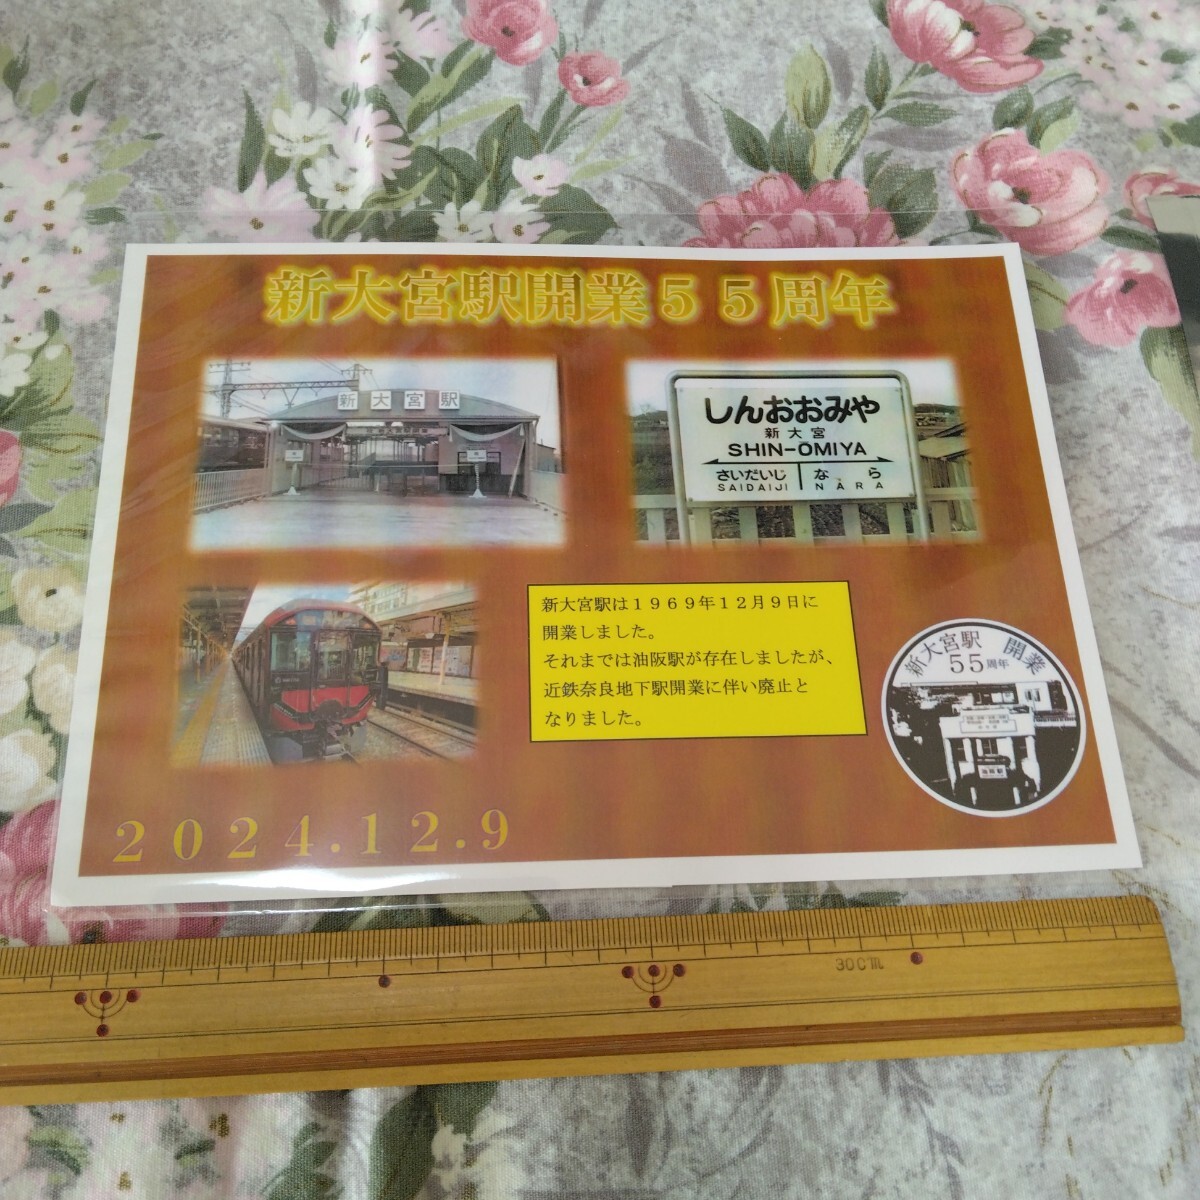 新大宮駅開業５５周年
新大宮駅
しんおおみや
新大宮
SHIN-OMIYA
さいだいじ なら
SAIDAIJI NARA
新大宮駅は１９６９年１２月９日に
開業しました。
それまでは油阪駅が存在しましたが、
近鉄奈良地下駅開業に伴い廃止と
なりました。
新大宮駅 開業
55周年
油阪駅
２０２４.１２.９
30cm